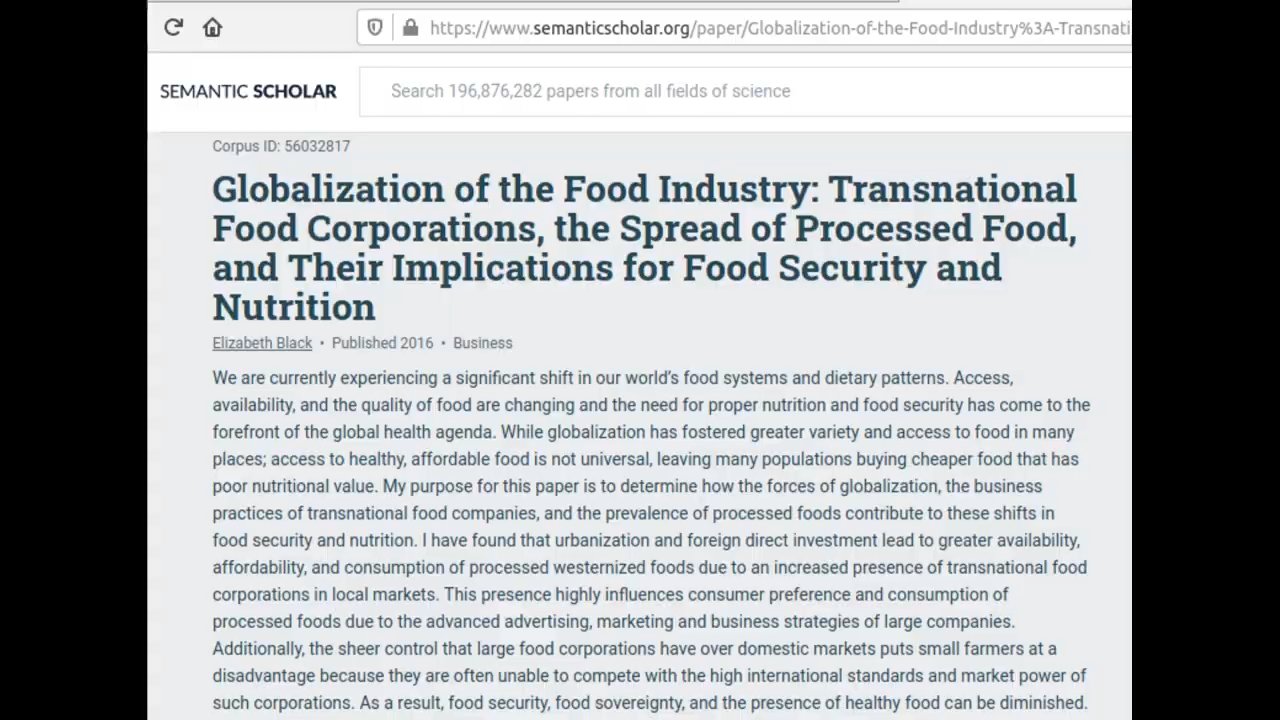 https://www.semanticscholar.org/paper/Globalization-of-the-Food-Industry%3A-Transnati
SEMANTIC SCHOLAR
Search 196,876,282 papers from all fields of science
Corpus ID: 56032817
Globalization of the Food Industry: Transnational
Food Corporations, the Spread of Processed Food,
and Their Implications for Food Security and
Nutrition
Elizabeth Black • Published 2016 • Business
We are currently experiencing a significant shift in our world's food systems and dietary patterns. Access,
availability, and the quality of food are changing and the need for proper nutrition and food security has come to the
forefront of the global health agenda. While globalization has fostered greater variety and access to food in many
places; access to healthy, affordable food is not universal, leaving many populations buying cheaper food that has
poor nutritional value. My purpose for this paper is to determine how the forces of globalization, the business
practices of transnational food companies, and the prevalence of processed foods contribute to these shifts in
food security and nutrition. I have found that urbanization and foreign direct investment lead to greater availability,
affordability, and consumption of processed westernized foods due to an increased presence of transnational food
corporations in local markets. This presence highly influences consumer preference and consumption of
processed foods due to the advanced advertising, marketing and business strategies of large companies.
Additionally, the sheer control that large food corporations have over domestic markets puts small farmers at a
disadvantage because they are often unable to compete with the high international standards and market power of
such corporations. As a result, food security, food sovereignty, and the presence of healthy food can be diminished.